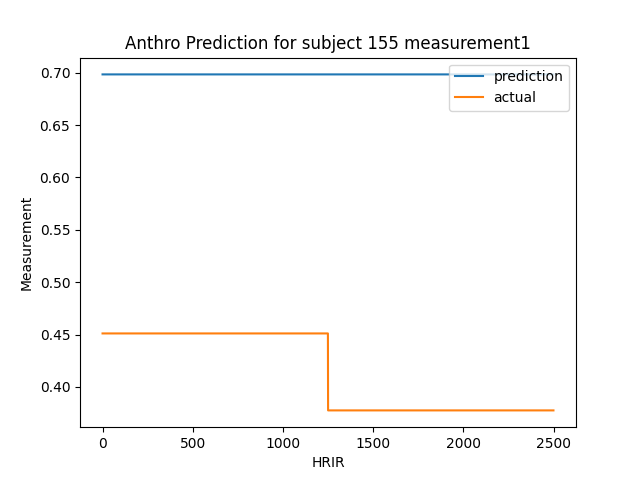 Anthro Prediction for subject 155 measurement1
prediction
actual
0.70
0.65
0.60
0.55
0.50
0.45
0.40
Measurement
0 500 1000 1500 2000 2500
HRIR